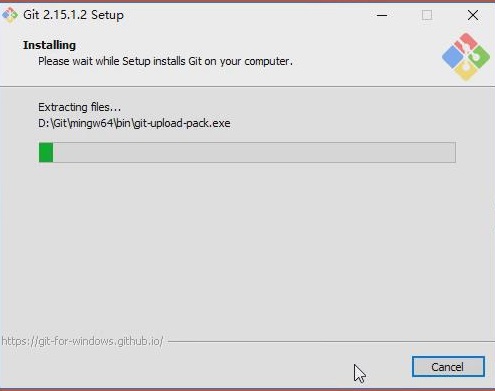 Git 2.15.1.2 Setup
Installing
Please wait while Setup installs Git on your computer.
Extracting files...
D:\Git\mingw64\bin\git-upload-pack.exe
https://git-for-windows.github.io/
Cancel